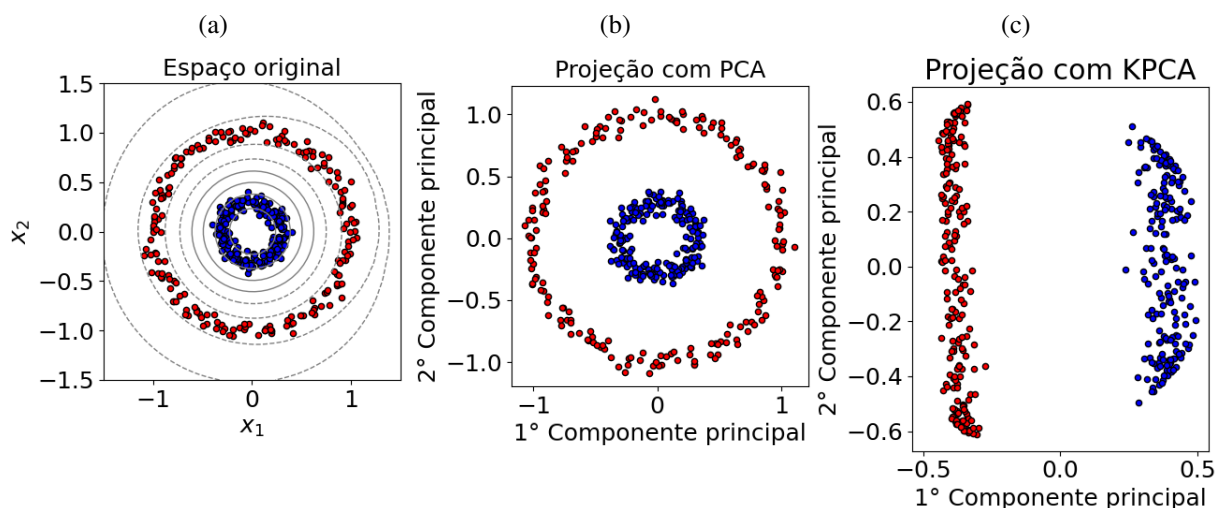 (a)
(b)
(c)
Espaço original
Projeção com PCA
Projeção com KPCA
1.5
1.0
0.5
0.0
−0.5
−1.0
−1.5
x₂
−1
0
1
x₁
1.0
0.5
0.0
−0.5
−1.0
2° Componente principal
−1
0
1
1° Componente principal
0.6
0.4
0.2
0.0
−0.2
−0.4
−0.6
2° Componente principal
−0.5
0.0
0.5
1° Componente principal